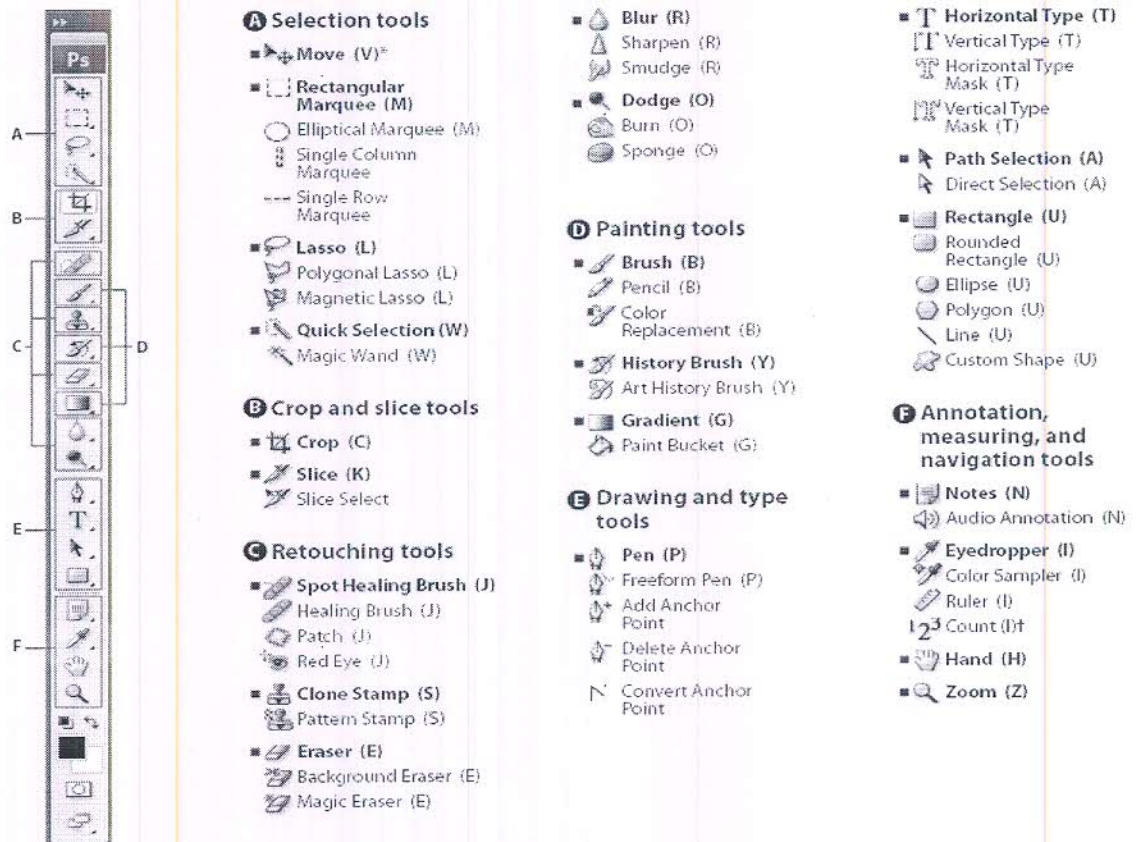 Ps
A
B
C
D
E
F
A Selection tools
Move (V)*
Rectangular
Marquee (M)
Elliptical Marquee (M)
Single Column
Marquee
Single Row
Marquee
Lasso (L)
Polygonal Lasso (L)
Magnetic Lasso (L)
Quick Selection (W)
Magic Wand (W)
B Crop and slice tools
Crop (C)
Slice (K)
Slice Select
C Retouching tools
Spot Healing Brush (J)
Healing Brush (J)
Patch (J)
Red Eye (J)
Clone Stamp (S)
Pattern Stamp (S)
Eraser (E)
Background Eraser (E)
Magic Eraser (E)
Blur (R)
Sharpen (R)
Smudge (R)
Dodge (O)
Burn (O)
Sponge (O)
D Painting tools
Brush (B)
Pencil (B)
Color
Replacement (B)
History Brush (Y)
Art History Brush (Y)
Gradient (G)
Paint Bucket (G)
E Drawing and type
tools
Pen (P)
Freeform Pen (P)
Add Anchor
Point
Delete Anchor
Point
Convert Anchor
Point
Horizontal Type (T)
Vertical Type (T)
Horizontal Type
Mask (T)
Vertical Type
Mask (T)
Path Selection (A)
Direct Selection (A)
Rectangle (U)
Rounded
Rectangle (U)
Ellipse (U)
Polygon (U)
Line (U)
Custom Shape (U)
F Annotation,
measuring, and
navigation tools
Notes (N)
Audio Annotation (N)
Eyedropper (I)
Color Sampler (I)
Ruler (I)
123 Count (I)†
Hand (H)
Zoom (Z)